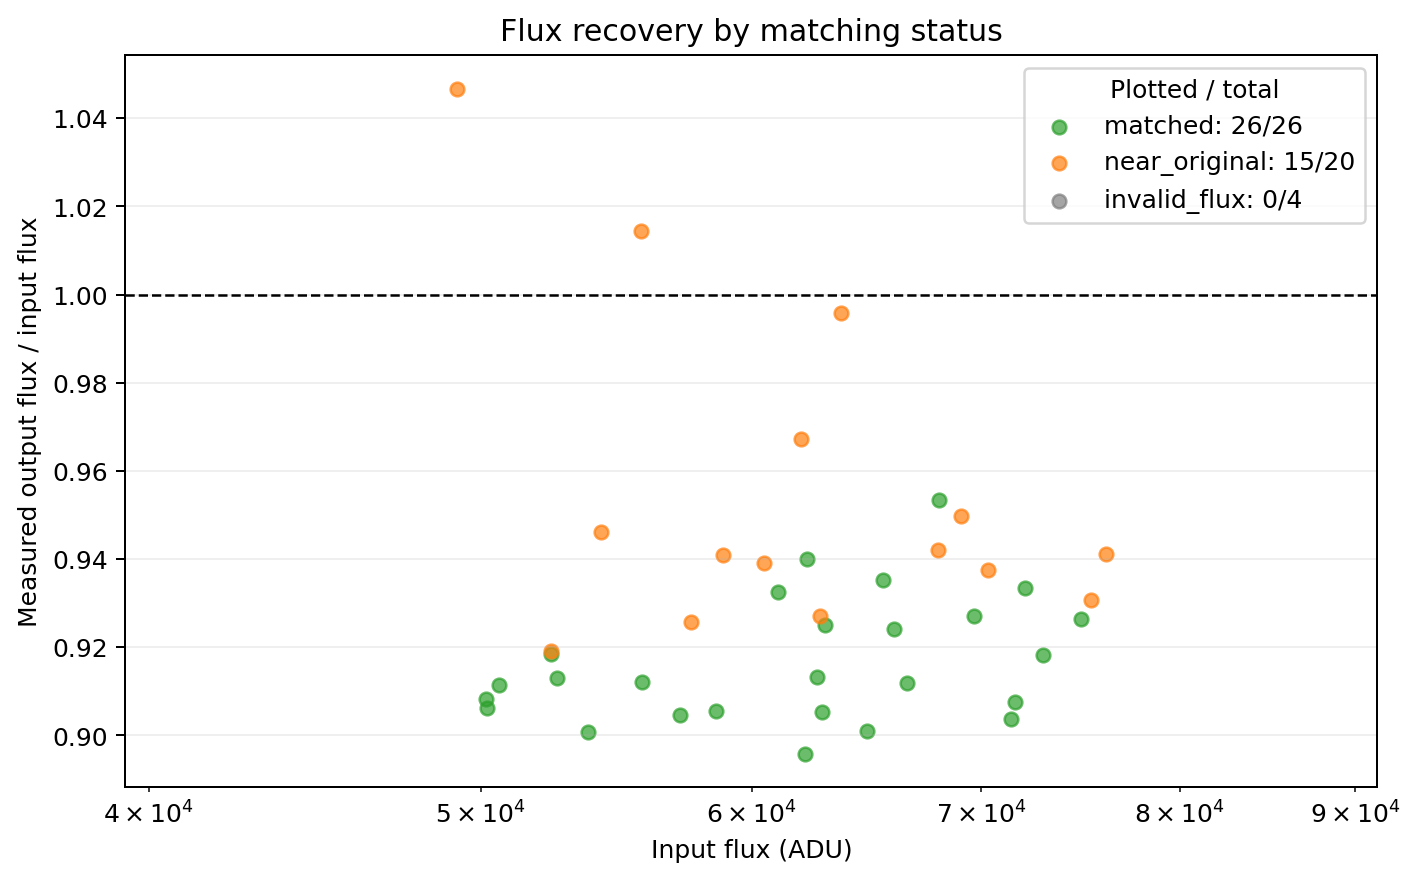 Flux recovery by matching status
Plotted / total
matched: 26/26
near_original: 15/20
invalid_flux: 0/4
1.04
1.02
1.00
0.98
0.96
0.94
0.92
0.90
Measured output flux / input flux
4 × 10⁴
5 × 10⁴
6 × 10⁴
7 × 10⁴
8 × 10⁴
9 × 10⁴
Input flux (ADU)